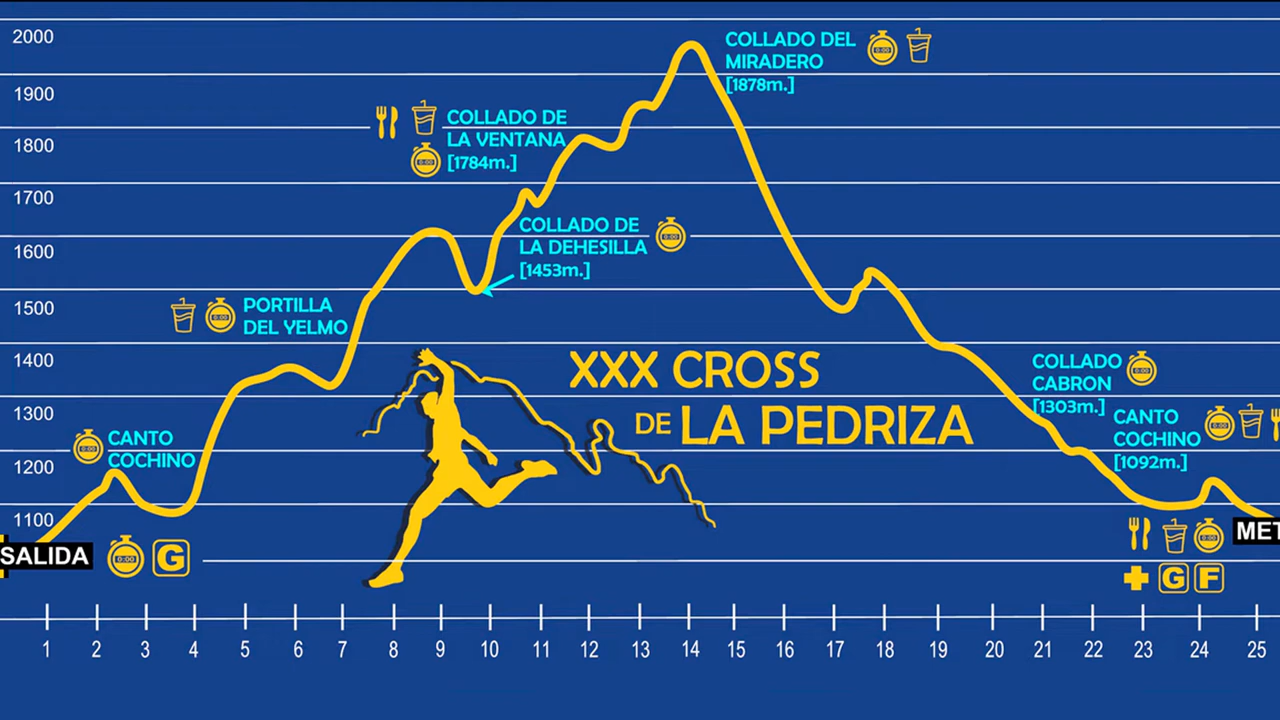 2000
1900
1800
1700
1600
1500
1400
1300
1200
1100
COLLADO DEL
MIRADERO
[1878m.]
COLLADO DE
LA VENTANA
[1784m.]
COLLADO DE
LA DEHESILLA
[1453m.]
PORTILLA
DEL YELMO
CANTO
COCHINO
XXX CROSS
DE LA PEDRIZA
COLLADO
CABRON
[1303m.]
CANTO
COCHINO
[1092m.]
SALIDA
G
MET
G F
1 2 3 4 5 6 7 8 9 10 11 12 13 14 15 16 17 18 19 20 21 22 23 24 25